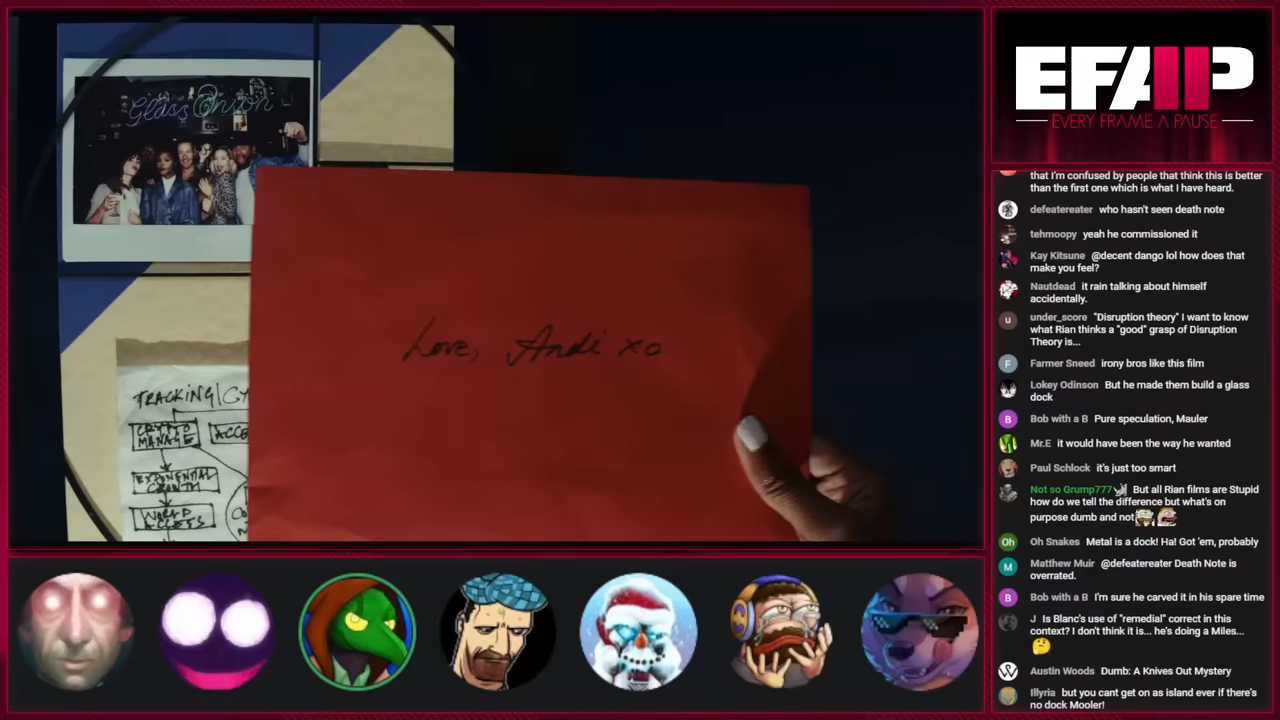 Glass Onion
Love, Andi xo
TRACKING/CY
CRYPTO
MANAGE
ACCE
EXPONENTIAL
GROWTH
WORLD
ACCESS
EFAP
EVERY FRAME A PAUSE
that I'm confused by people that think this is better
than the first one which is what I have heard.
defeatereater who hasn't seen death note
tehmoopy yeah he commissioned it
Kay Kitsune @decent dango lol how does that
make you feel?
Nautdead it rain talking about himself
accidentally.
under_score "Disruption theory" I want to know
what Rian thinks a "good" grasp of Disruption
Theory is...
F
Farmer Sneed irony bros like this film
Lokey Odinson But he made them build a glass
dock
B
Bob with a B Pure speculation, Mauler
Mr.E it would have been the way he wanted
Paul Schlock it's just too smart
Not so Grump777 But all Rian films are Stupid
how do we tell the difference but what's on
purpose dumb and not
Oh
Oh Snakes Metal is a dock! Ha! Got 'em, probably
M
Matthew Muir @defeatereater Death Note is
overrated.
B
Bob with a B I'm sure he carved it in his spare time
J Is Blanc's use of "remedial" correct in this
context? I don't think it is... he's doing a Miles...
Austin Woods Dumb: A Knives Out Mystery
Illyria but you cant get on as island ever if there's
no dock Mooler!